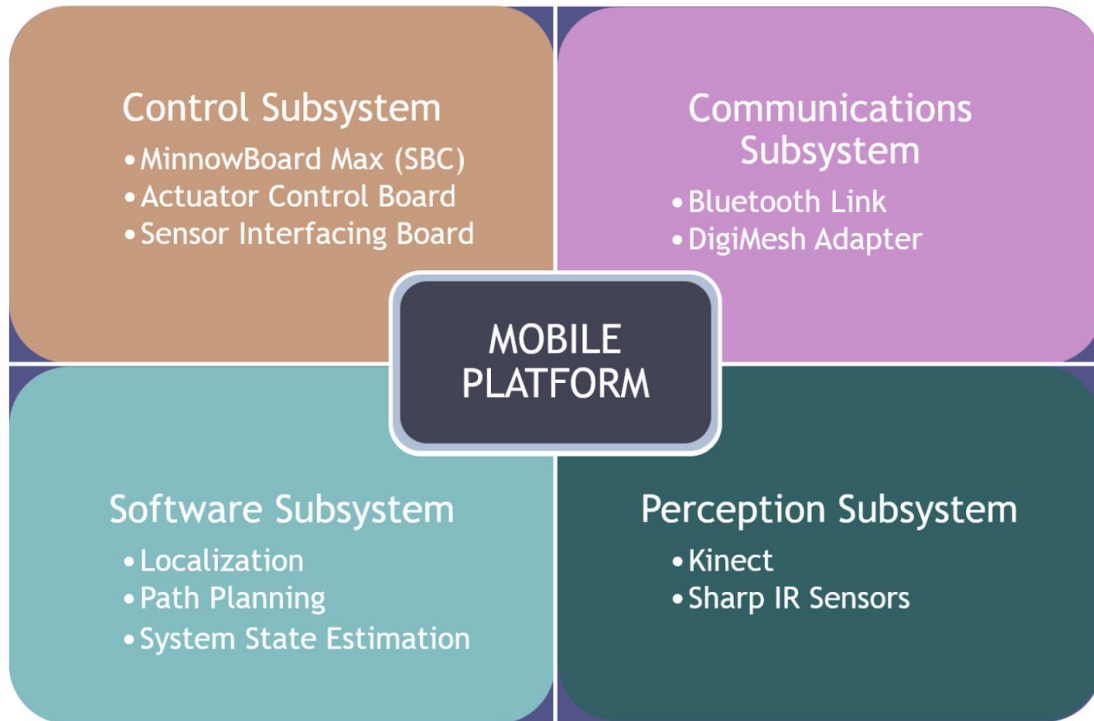 Control Subsystem
•MinnowBoard Max (SBC)
•Actuator Control Board
•Sensor Interfacing Board
Communications
Subsystem
•Bluetooth Link
•DigiMesh Adapter
MOBILE
PLATFORM
Software Subsystem
•Localization
•Path Planning
•System State Estimation
Perception Subsystem
•Kinect
•Sharp IR Sensors